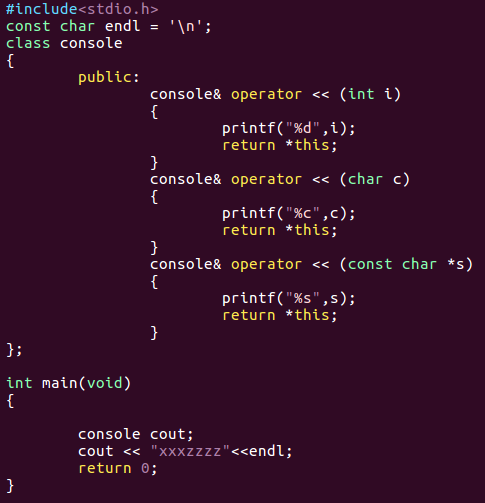 #include<stdio.h>
const char endl = '\n';
class console
{
        public:
                console& operator << (int i)
                {
                        printf("%d",i);
                        return *this;
                }
                console& operator << (char c)
                {
                        printf("%c",c);
                        return *this;
                }
                console& operator << (const char *s)
                {
                        printf("%s",s);
                        return *this;
                }
};

int main(void)
{

        console cout;
        cout << "xxxzzzz"<<endl;
        return 0;
}